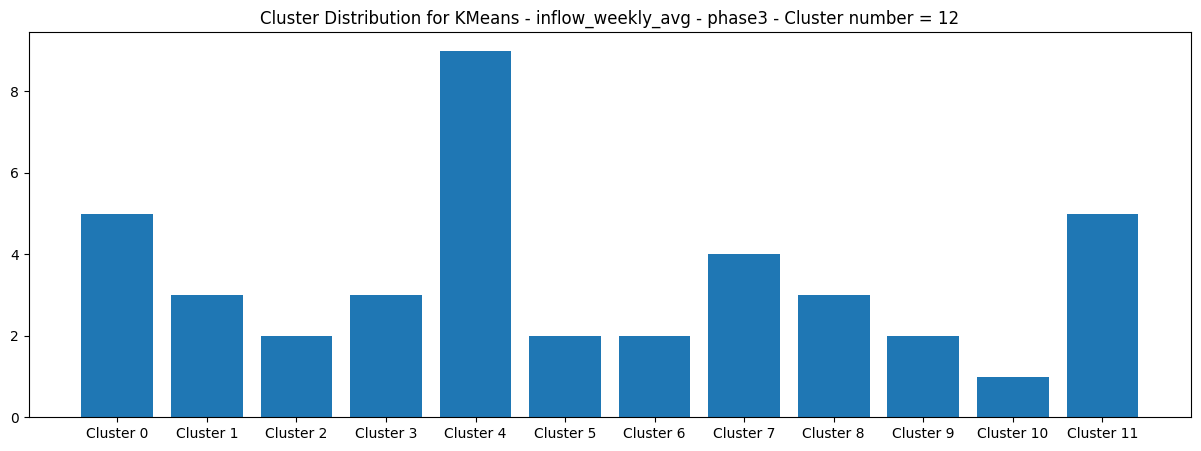 Cluster Distribution for KMeans - inflow_weekly_avg - phase3 - Cluster number = 12
8
6
4
2
0
Cluster 0 Cluster 1 Cluster 2 Cluster 3 Cluster 4 Cluster 5 Cluster 6 Cluster 7 Cluster 8 Cluster 9 Cluster 10 Cluster 11